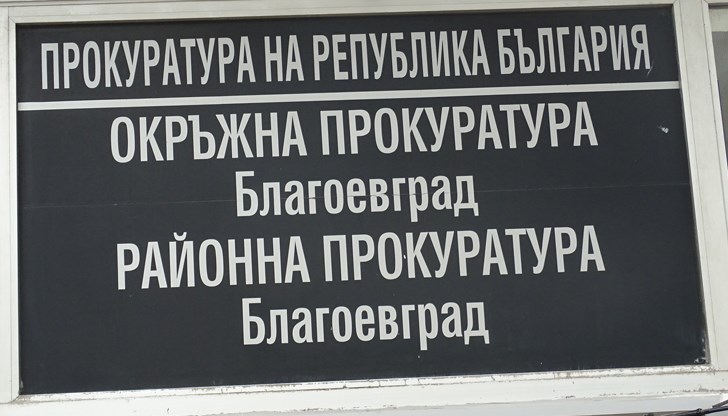 ПРОКУРАТУРА НА РЕПУБЛИКА БЪЛГАРИЯ
ОКРЪЖНА ПРОКУРАТУРА
Благоевград
РАЙОННА ПРОКУРАТУРА
Благоевград